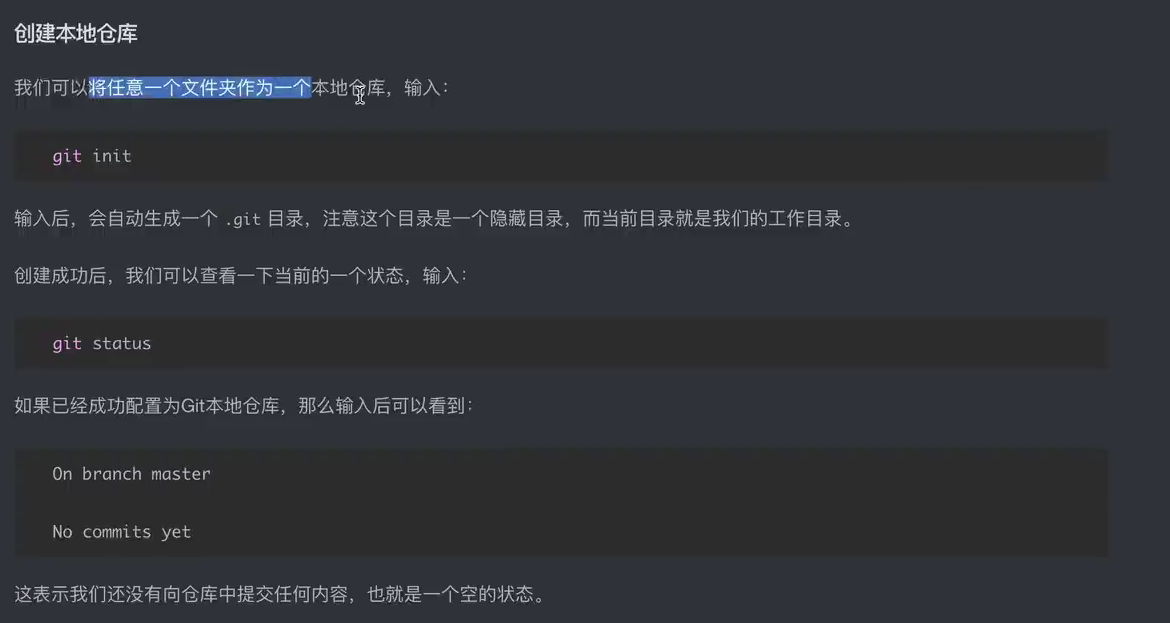 创建本地仓库
我们可以将任意一个文件夹作为一个本地仓库，输入：
git init
输入后，会自动生成一个 .git 目录，注意这个目录是一个隐藏目录，而当前目录就是我们的工作目录。
创建成功后，我们可以查看一下当前的一个状态，输入：
git status
如果已经成功配置为Git本地仓库，那么输入后可以看到：
On branch master
No commits yet
这表示我们还没有向仓库中提交任何内容，也就是一个空的状态。